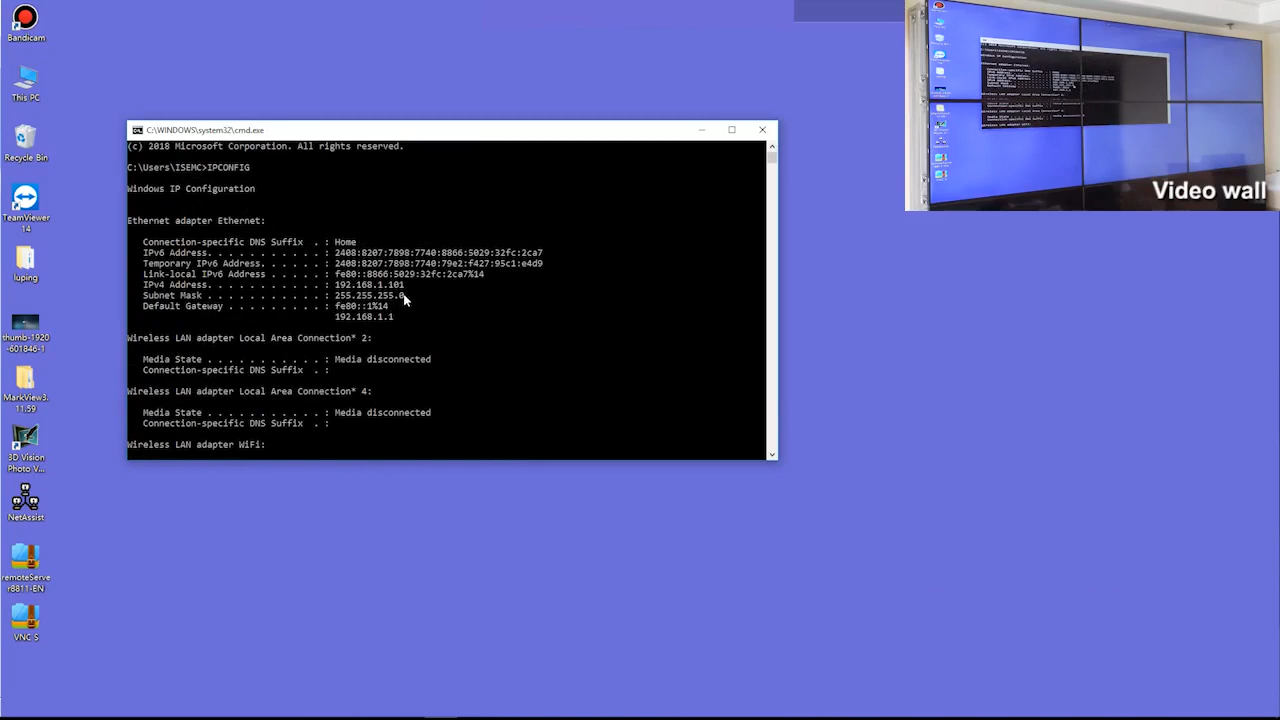 Bandicam
This PC
Recycle Bin
TeamViewer
14
luping
thumb-1920
-601846-1
MarkView3.
11.59
3D Vision
Photo V...
NetAssist
remoteServe
r8811-EN
VNC S
C:\WINDOWS\system32\cmd.exe
(c) 2018 Microsoft Corporation. All rights reserved.
C:\Users\ISEMC>IPCONFIG
Windows IP Configuration
Ethernet adapter Ethernet:
Connection-specific DNS Suffix . : Home
IPv6 Address. . . . . . . . . . . : 2408:8207:7898:7740:8866:5029:32fc:2ca7
Temporary IPv6 Address. . . . . . : 2408:8207:7898:7740:79e2:f427:95c1:e4d9
Link-local IPv6 Address . . . . . : fe80::8866:5029:32fc:2ca7%14
IPv4 Address. . . . . . . . . . . : 192.168.1.101
Subnet Mask . . . . . . . . . . . : 255.255.255.0
Default Gateway . . . . . . . . . : fe80::1%14
192.168.1.1
Wireless LAN adapter Local Area Connection* 2:
Media State . . . . . . . . . . . : Media disconnected
Connection-specific DNS Suffix . :
Wireless LAN adapter Local Area Connection* 4:
Media State . . . . . . . . . . . : Media disconnected
Connection-specific DNS Suffix . :
Wireless LAN adapter WiFi:
Video wall